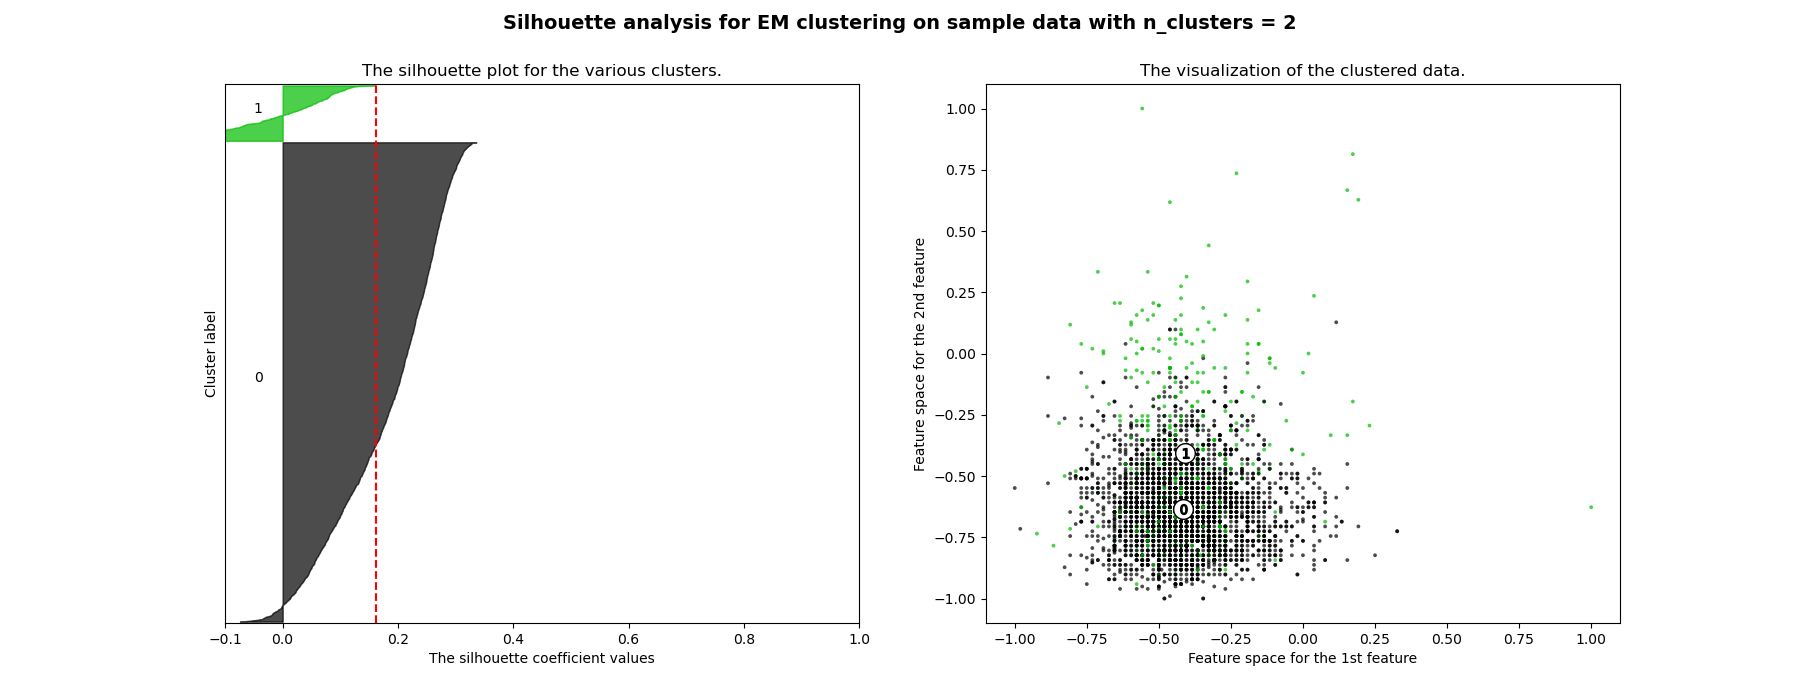 Silhouette analysis for EM clustering on sample data with n_clusters = 2
The silhouette plot for the various clusters.
1
0
Cluster label
−0.1 0.0 0.2 0.4 0.6 0.8 1.0
The silhouette coefficient values
The visualization of the clustered data.
1.00
0.75
0.50
0.25
0.00
−0.25
−0.50
−0.75
−1.00
Feature space for the 2nd feature
1
0
−1.00 −0.75 −0.50 −0.25 0.00 0.25 0.50 0.75 1.00
Feature space for the 1st feature